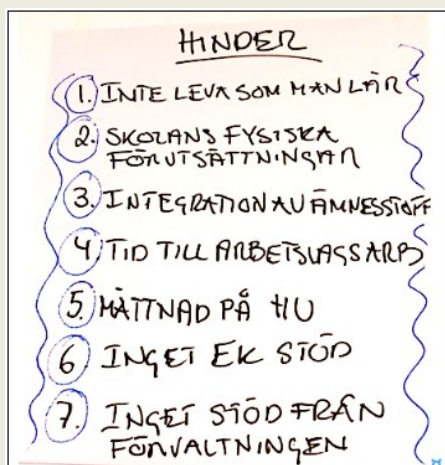 HINDER
1. INTE LEVA SOM MAN LÄR
2. SKOLANS FYSISKA
FÖRUTSÄTTNINGAR
3. INTEGRATION AV ÄMNESSTOFF
4 TID TILL ARBETSLAGSARB
5. MÄTTNAD PÅ HU
6 INGET EK STÖD
7. INGET STÖD FRÅN
FÖRVALTNINGEN